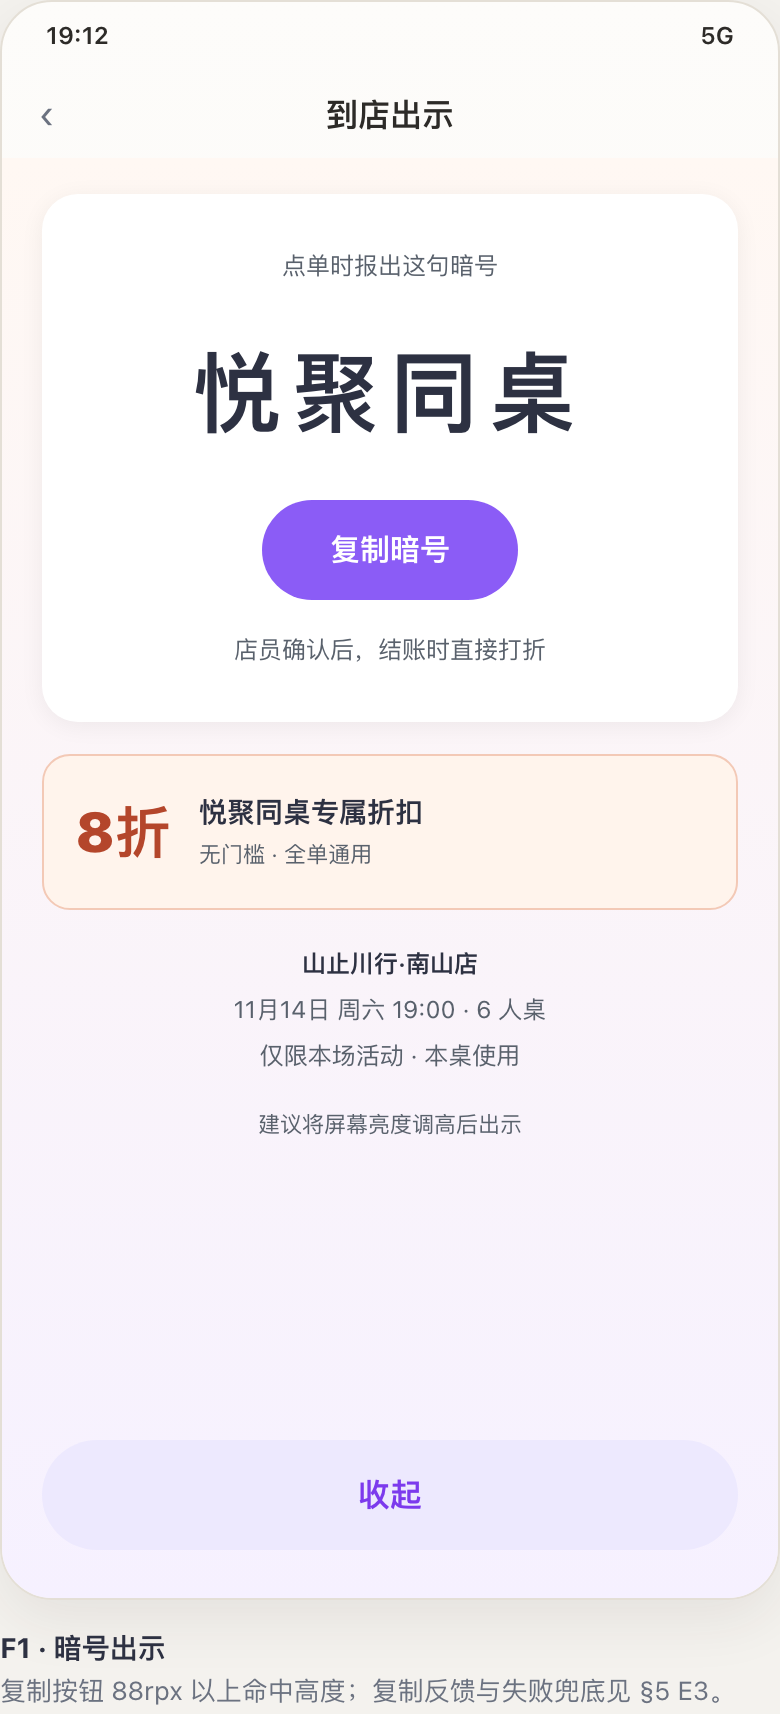 19:12 5G
‹ 到店出示
点单时报出这句暗号
悦聚同桌
复制暗号
店员确认后，结账时直接打折
8折 悦聚同桌专属折扣
无门槛 · 全单通用
山止川行·南山店
11月14日 周六 19:00 · 6 人桌
仅限本场活动 · 本桌使用
建议将屏幕亮度调高后出示
收起
F1 · 暗号出示
复制按钮 88rpx 以上命中高度；复制反馈与失败兜底见 §5 E3。